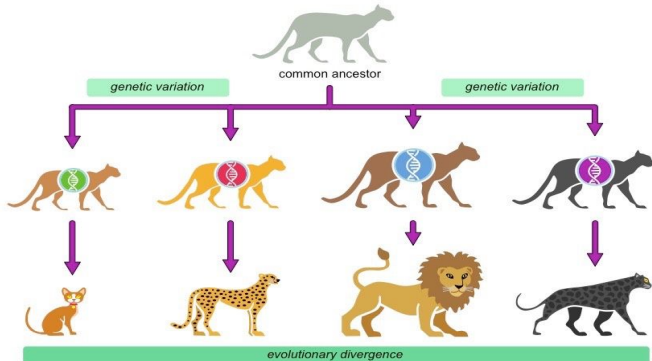 common ancestor
genetic variation
genetic variation
evolutionary divergence